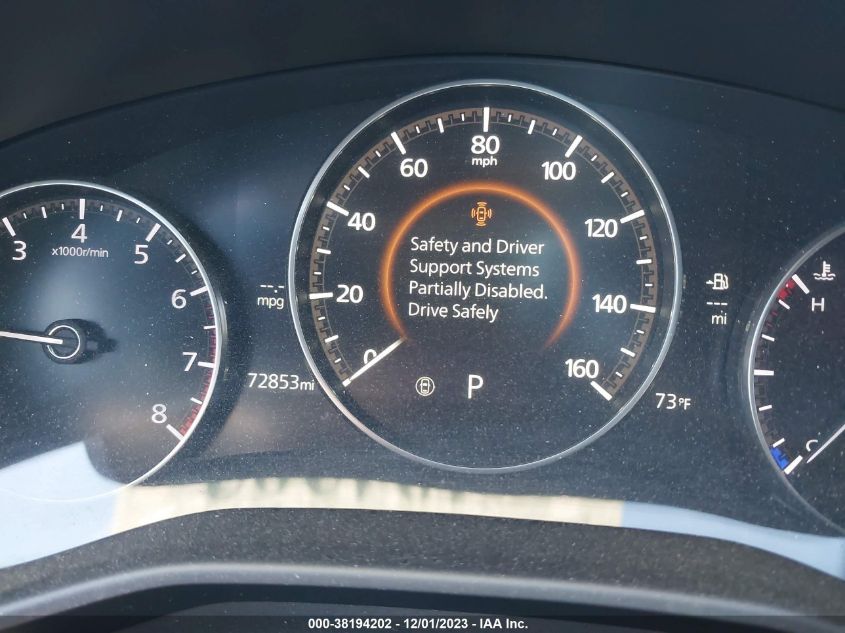 80
mph
60
100
40
120
20
140
0
160
Safety and Driver
Support Systems
Partially Disabled.
Drive Safely
P
3
4
5
6
7
8
x1000r/min
--.-
mpg
72853mi
---
mi
73°F
H
C
000-38194202 - 12/01/2023 - IAA Inc.